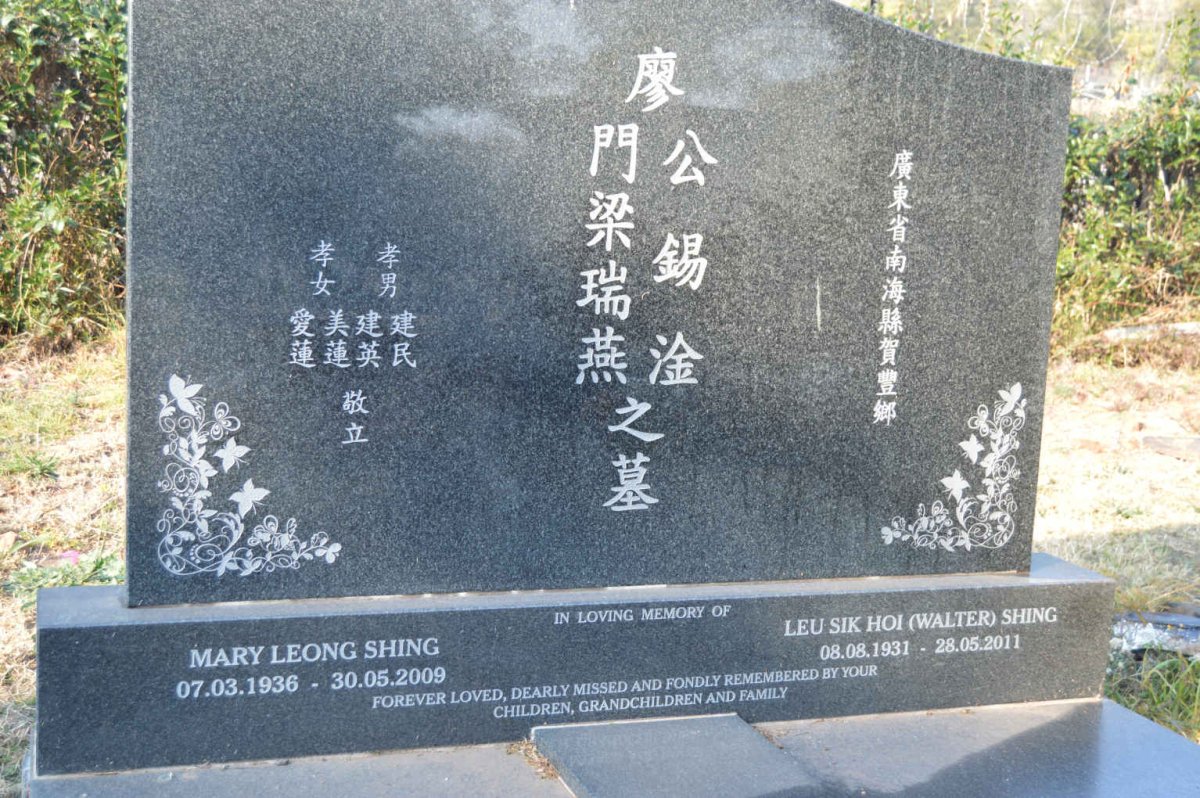 廣東省南海縣賀豐鄉
廖
公錫淦
門梁瑞燕
之墓
孝男
建民
建英
孝女
美蓮
愛蓮
敬立
IN LOVING MEMORY OF
MARY LEONG SHING
07.03.1936 - 30.05.2009
LEU SIK HOI (WALTER) SHING
08.08.1931 - 28.05.2011
FOREVER LOVED, DEARLY MISSED AND FONDLY REMEMBERED BY YOUR
CHILDREN, GRANDCHILDREN AND FAMILY